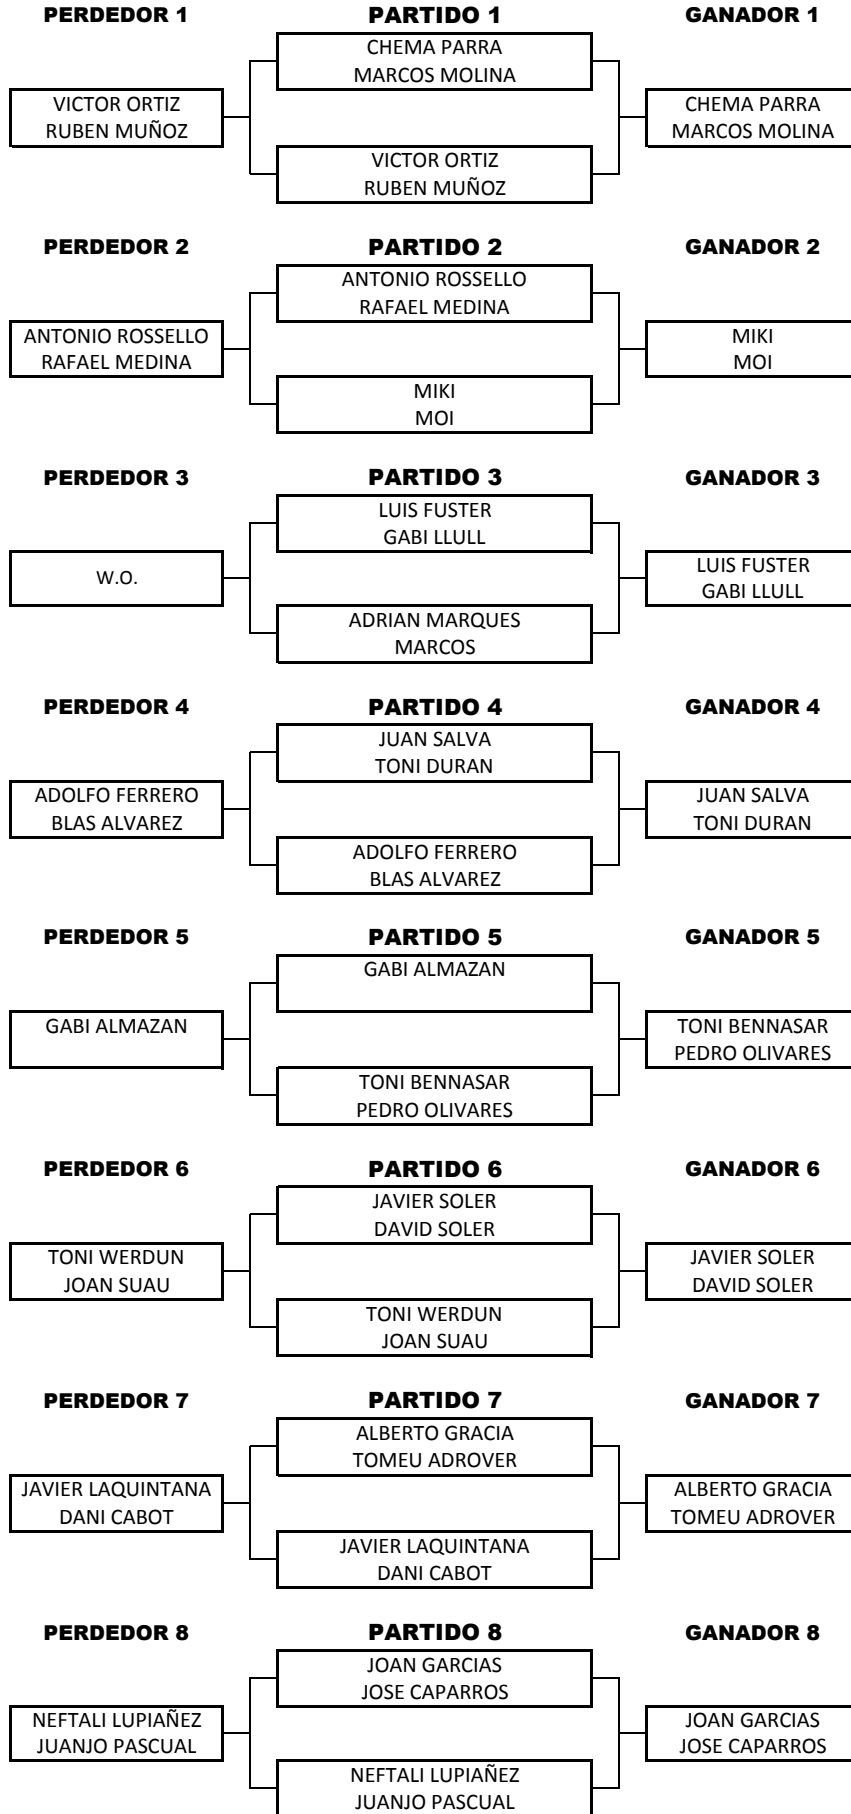 PERDEDOR 1
PARTIDO 1
GANADOR 1
CHEMA PARRA
MARCOS MOLINA
VICTOR ORTIZ
RUBEN MUÑOZ
CHEMA PARRA
MARCOS MOLINA
VICTOR ORTIZ
RUBEN MUÑOZ
PERDEDOR 2
PARTIDO 2
GANADOR 2
ANTONIO ROSSELLO
RAFAEL MEDINA
ANTONIO ROSSELLO
RAFAEL MEDINA
MIKI
MOI
MIKI
MOI
PERDEDOR 3
PARTIDO 3
GANADOR 3
LUIS FUSTER
GABI LLULL
W.O.
LUIS FUSTER
GABI LLULL
ADRIAN MARQUES
MARCOS
PERDEDOR 4
PARTIDO 4
GANADOR 4
JUAN SALVA
TONI DURAN
ADOLFO FERRERO
BLAS ALVAREZ
JUAN SALVA
TONI DURAN
ADOLFO FERRERO
BLAS ALVAREZ
PERDEDOR 5
PARTIDO 5
GANADOR 5
GABI ALMAZAN
GABI ALMAZAN
TONI BENNASAR
PEDRO OLIVARES
TONI BENNASAR
PEDRO OLIVARES
PERDEDOR 6
PARTIDO 6
GANADOR 6
JAVIER SOLER
DAVID SOLER
TONI WERDUN
JOAN SUAU
JAVIER SOLER
DAVID SOLER
TONI WERDUN
JOAN SUAU
PERDEDOR 7
PARTIDO 7
GANADOR 7
ALBERTO GRACIA
TOMEU ADROVER
JAVIER LAQUINTANA
DANI CABOT
ALBERTO GRACIA
TOMEU ADROVER
JAVIER LAQUINTANA
DANI CABOT
PERDEDOR 8
PARTIDO 8
GANADOR 8
JOAN GARCIAS
JOSE CAPARROS
NEFTALI LUPIAÑEZ
JUANJO PASCUAL
JOAN GARCIAS
JOSE CAPARROS
NEFTALI LUPIAÑEZ
JUANJO PASCUAL